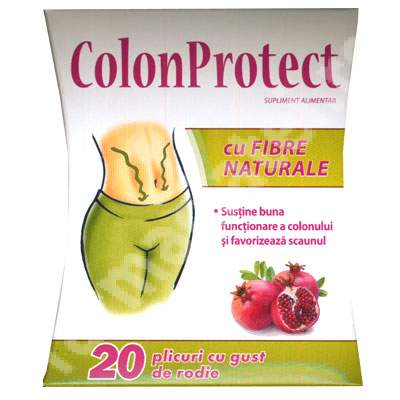 ColonProtect
SUPLIMENT ALIMENTAR
cu FIBRE
NATURALE
• Susține buna
funcționare a colonului
și favorizează scaunul
20 plicuri cu gust
de rodie